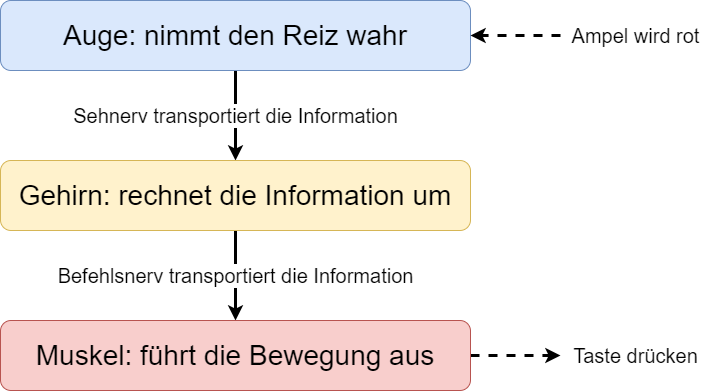 Auge: nimmt den Reiz wahr
Ampel wird rot
Sehnerv transportiert die Information
Gehirn: rechnet die Information um
Befehlsnerv transportiert die Information
Muskel: führt die Bewegung aus
Taste drücken